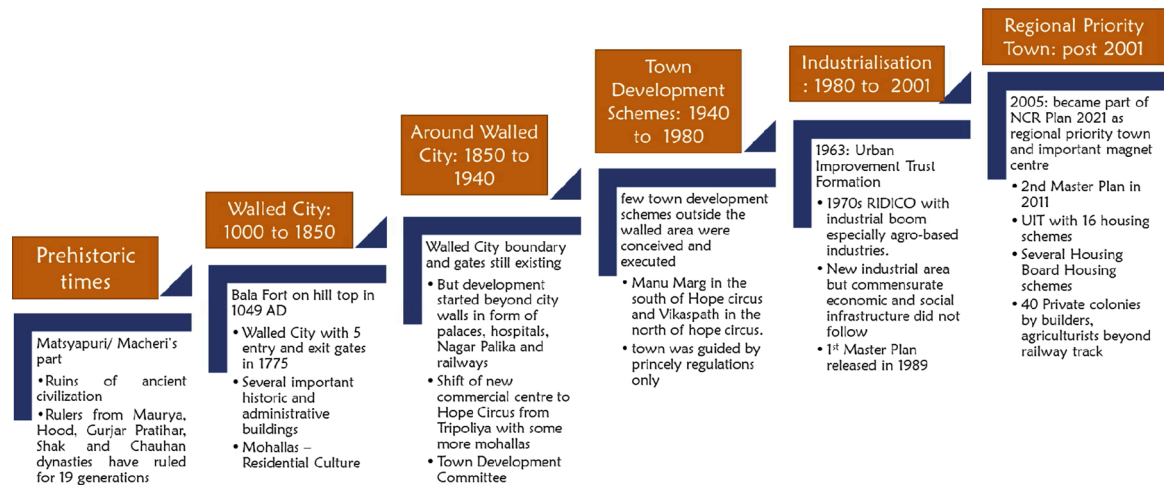 Prehistoric
times
Matsyapuri/ Macheri's
part
•Ruins of ancient
civilization
•Rulers from Maurya,
Hood, Gurjar Pratihar,
Shak and Chauhan
dynasties have ruled
for 19 generations
Walled City:
1000 to 1850
Bala Fort on hill top in
1049 AD
•Walled City with 5
entry and exit gates
in 1775
•Several important
historic and
administrative
buildings
•Mohallas –
Residential Culture
Around Walled
City: 1850 to
1940
Walled City boundary
and gates still existing
•But development
started beyond city
walls in form of
palaces, hospitals,
Nagar Palika and
railways
•Shift of new
commercial centre to
Hope Circus from
Tripoliya with some
more mohallas
•Town Development
Committee
Town
Development
Schemes: 1940
to 1980
few town development
schemes outside the
walled area were
conceived and
executed
•Manu Marg in the
south of Hope circus
and Vikaspath in the
north of hope circus.
•town was guided by
princely regulations
only
Industrialisation
: 1980 to 2001
1963: Urban
Improvement Trust
Formation
•1970s RIDICO with
industrial boom
especially agro-based
industries.
•New industrial area
but commensurate
economic and social
infrastructure did not
follow
•1st Master Plan
released in 1989
Regional Priority
Town: post 2001
2005: became part of
NCR Plan 2021 as
regional priority town
and important magnet
centre
•2nd Master Plan in
2011
•UIT with 16 housing
schemes
•Several Housing
Board Housing
schemes
•40 Private colonies
by builders,
agriculturists beyond
railway track